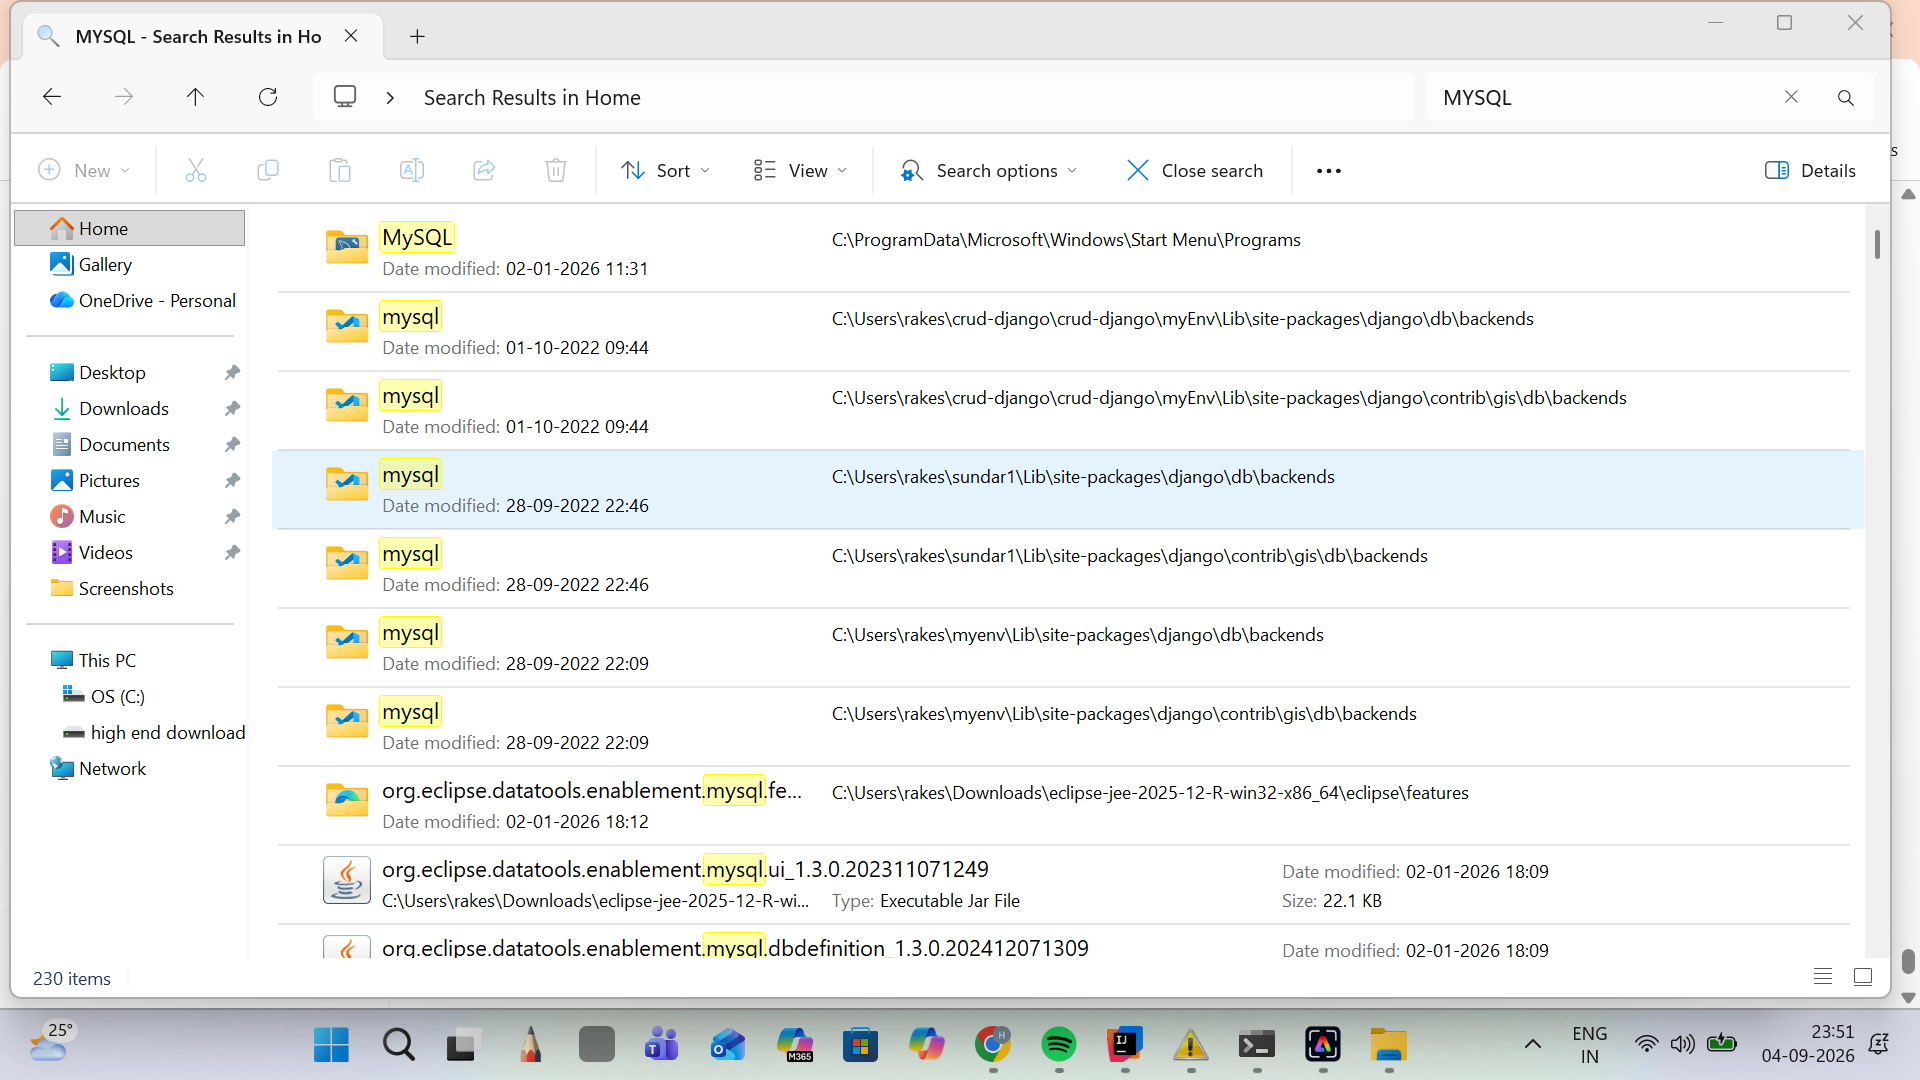 MYSQL - Search Results in Ho
Search Results in Home
MYSQL
New
Sort
View
Search options
Close search
Details
Home
Gallery
OneDrive - Personal
Desktop
Downloads
Documents
Pictures
Music
Videos
Screenshots
This PC
OS (C:)
high end download
Network
MySQL
C:\ProgramData\Microsoft\Windows\Start Menu\Programs
Date modified: 02-01-2026 11:31
mysql
C:\Users\rakes\crud-django\crud-django\myEnv\Lib\site-packages\django\db\backends
Date modified: 01-10-2022 09:44
mysql
C:\Users\rakes\crud-django\crud-django\myEnv\Lib\site-packages\django\contrib\gis\db\backends
Date modified: 01-10-2022 09:44
mysql
C:\Users\rakes\sundar1\Lib\site-packages\django\db\backends
Date modified: 28-09-2022 22:46
mysql
C:\Users\rakes\sundar1\Lib\site-packages\django\contrib\gis\db\backends
Date modified: 28-09-2022 22:46
mysql
C:\Users\rakes\myenv\Lib\site-packages\django\db\backends
Date modified: 28-09-2022 22:09
mysql
C:\Users\rakes\myenv\Lib\site-packages\django\contrib\gis\db\backends
Date modified: 28-09-2022 22:09
org.eclipse.datatools.enablement.mysql.fe...
C:\Users\rakes\Downloads\eclipse-jee-2025-12-R-win32-x86_64\eclipse\features
Date modified: 02-01-2026 18:12
org.eclipse.datatools.enablement.mysql.ui_1.3.0.202311071249
Date modified: 02-01-2026 18:09
C:\Users\rakes\Downloads\eclipse-jee-2025-12-R-wi...
Type: Executable Jar File
Size: 22.1 KB
org.eclipse.datatools.enablement.mysql.dbdefinition_1.3.0.202412071309
Date modified: 02-01-2026 18:09
230 items
s
25°
M365
H
IJ
ENG
IN
23:51
04-09-2026